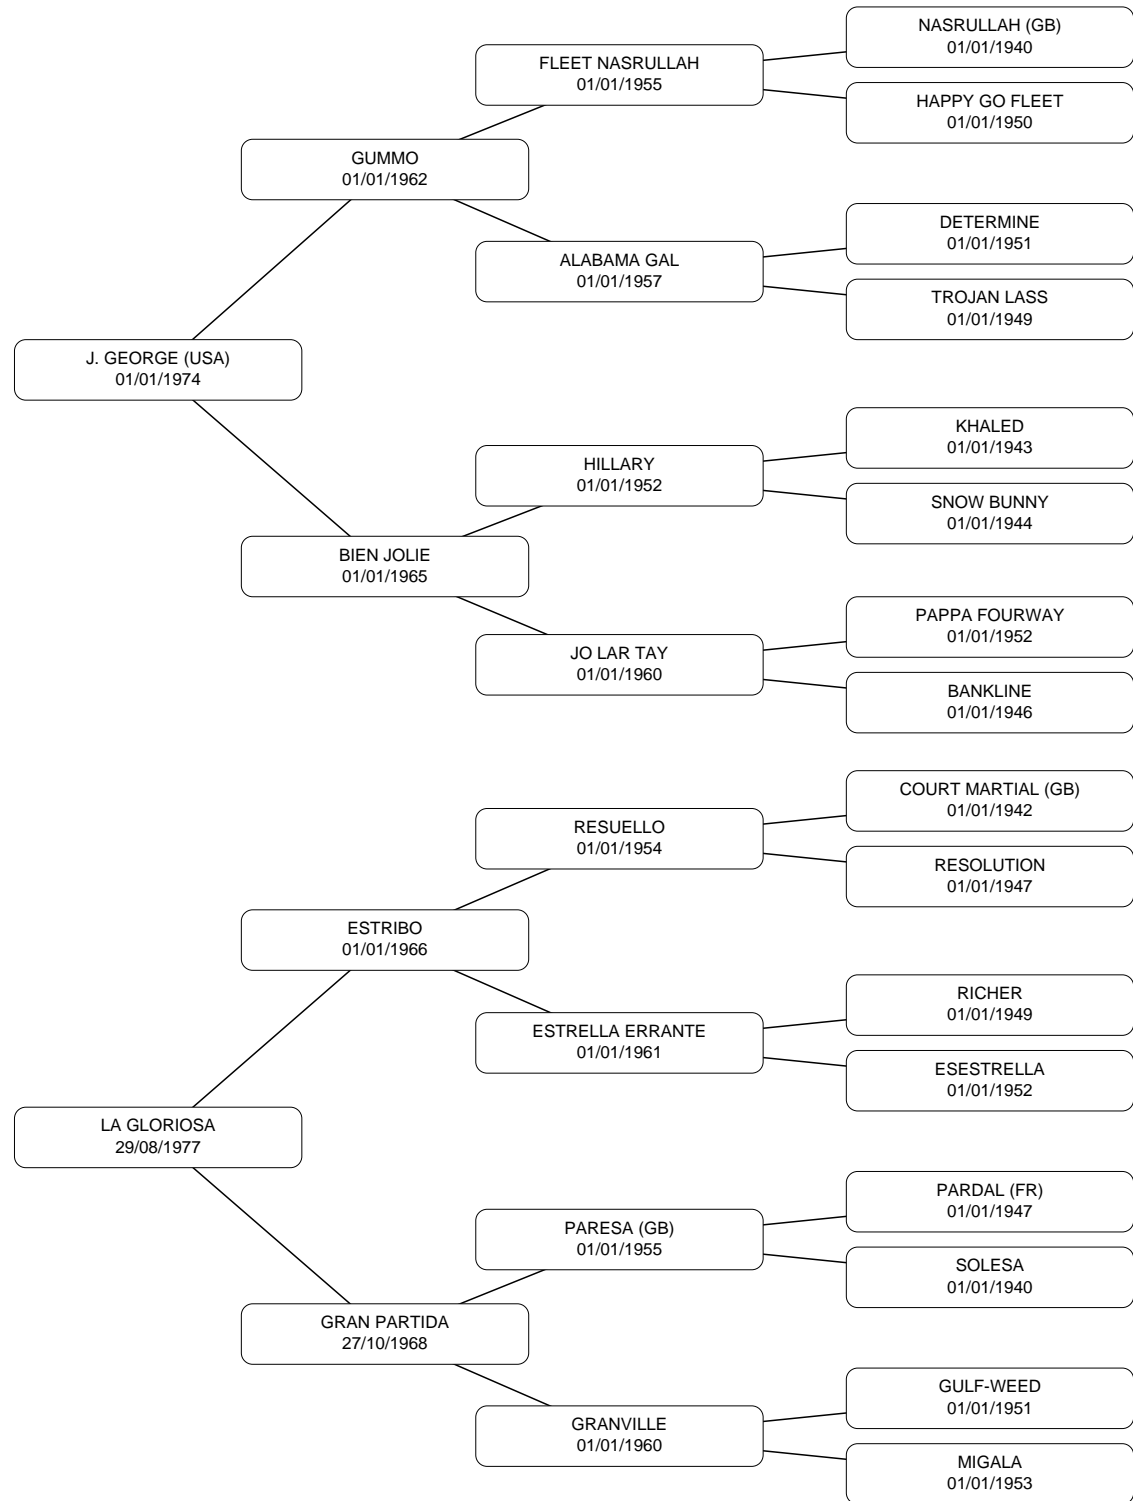 NASRULLAH (GB)
01/01/1940
FLEET NASRULLAH
01/01/1955
HAPPY GO FLEET
01/01/1950
GUMMO
01/01/1962
DETERMINE
01/01/1951
ALABAMA GAL
01/01/1957
TROJAN LASS
01/01/1949
J. GEORGE (USA)
01/01/1974
KHALED
01/01/1943
HILLARY
01/01/1952
SNOW BUNNY
01/01/1944
BIEN JOLIE
01/01/1965
PAPPA FOURWAY
01/01/1952
JO LAR TAY
01/01/1960
BANKLINE
01/01/1946
COURT MARTIAL (GB)
01/01/1942
RESUELLO
01/01/1954
RESOLUTION
01/01/1947
ESTRIBO
01/01/1966
RICHER
01/01/1949
ESTRELLA ERRANTE
01/01/1961
ESESTRELLA
01/01/1952
LA GLORIOSA
29/08/1977
PARDAL (FR)
01/01/1947
PARESA (GB)
01/01/1955
SOLESA
01/01/1940
GRAN PARTIDA
27/10/1968
GULF-WEED
01/01/1951
GRANVILLE
01/01/1960
MIGALA
01/01/1953